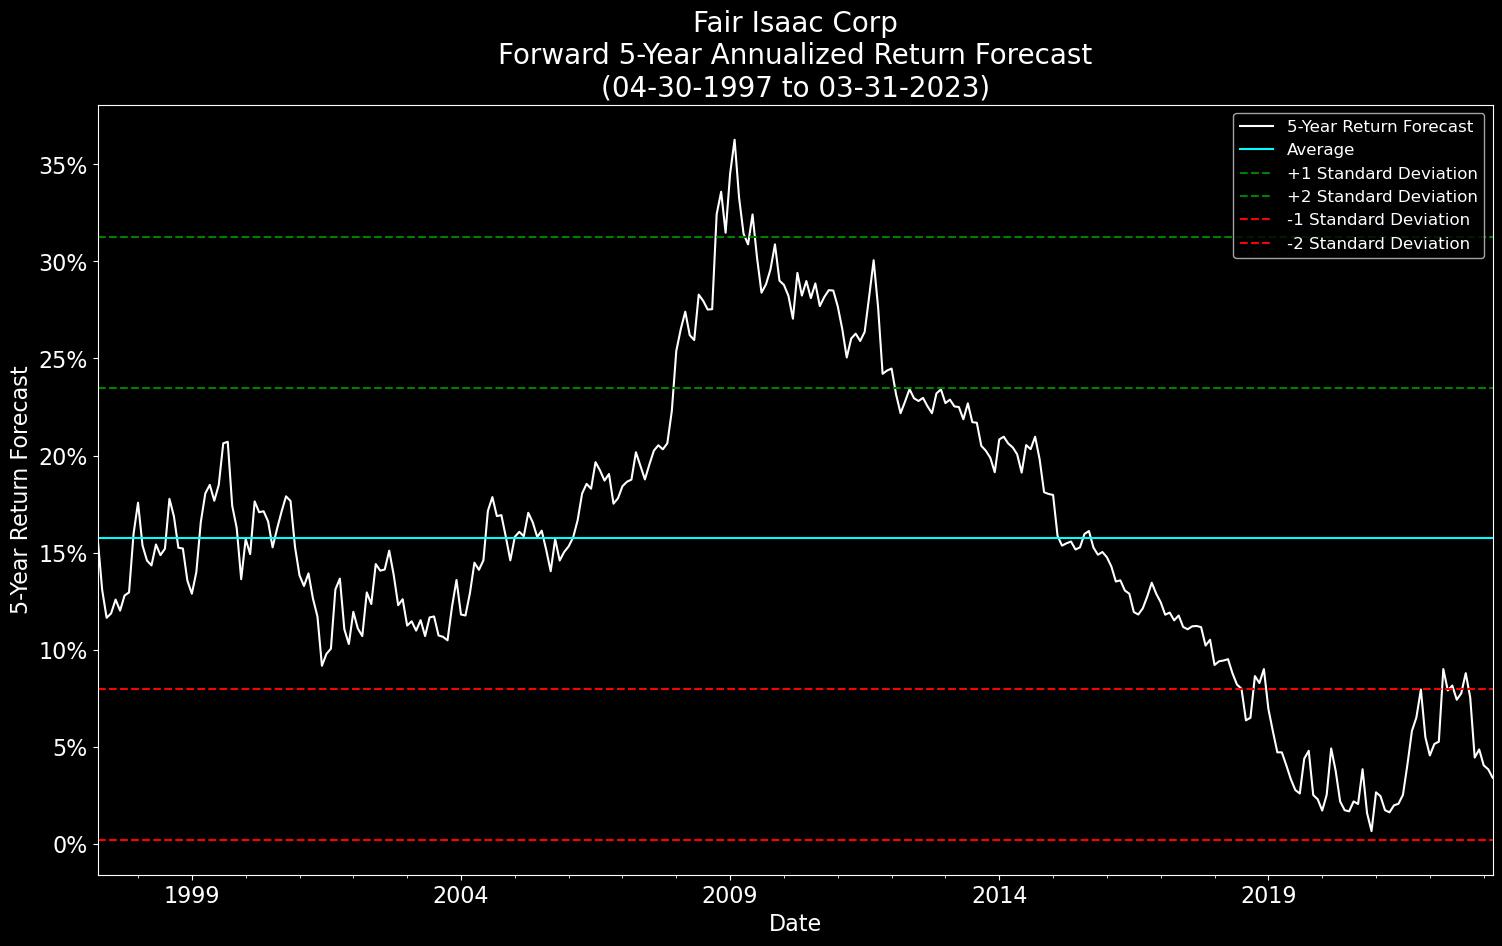 Fair Isaac Corp
Forward 5-Year Annualized Return Forecast
(04-30-1997 to 03-31-2023)
5-Year Return Forecast
Average
+1 Standard Deviation
+2 Standard Deviation
-1 Standard Deviation
-2 Standard Deviation
35%
30%
25%
20%
15%
10%
5%
0%
5-Year Return Forecast
1999
2004
2009
2014
2019
Date